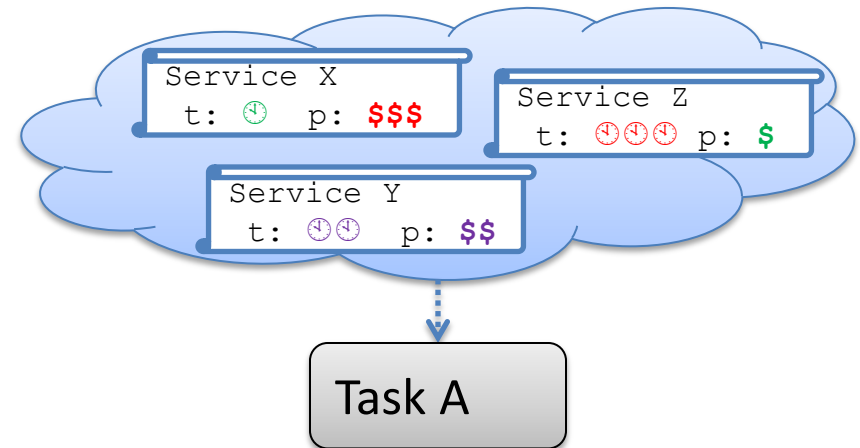 Service X
t: 🕙 p: $$$
Service Z
t: 🕙🕙🕙 p: $
Service Y
t: 🕙🕙 p: $$
Task A